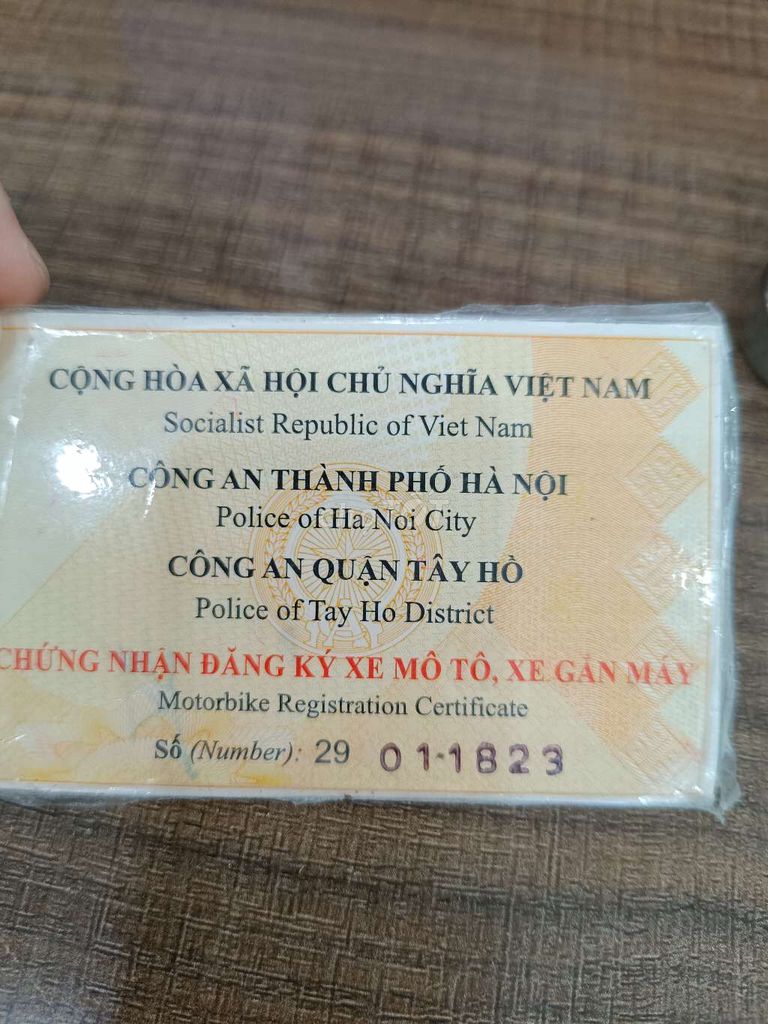 CỘNG HÒA XÃ HỘI CHỦ NGHĨA VIỆT NAM
Socialist Republic of Viet Nam
CÔNG AN THÀNH PHỐ HÀ NỘI
Police of Ha Noi City
CÔNG AN QUẬN TÂY HỒ
Police of Tay Ho District
CHỨNG NHẬN ĐĂNG KÝ XE MÔ TÔ, XE GẮN MÁY
Motorbike Registration Certificate
Số (Number): 29 011823